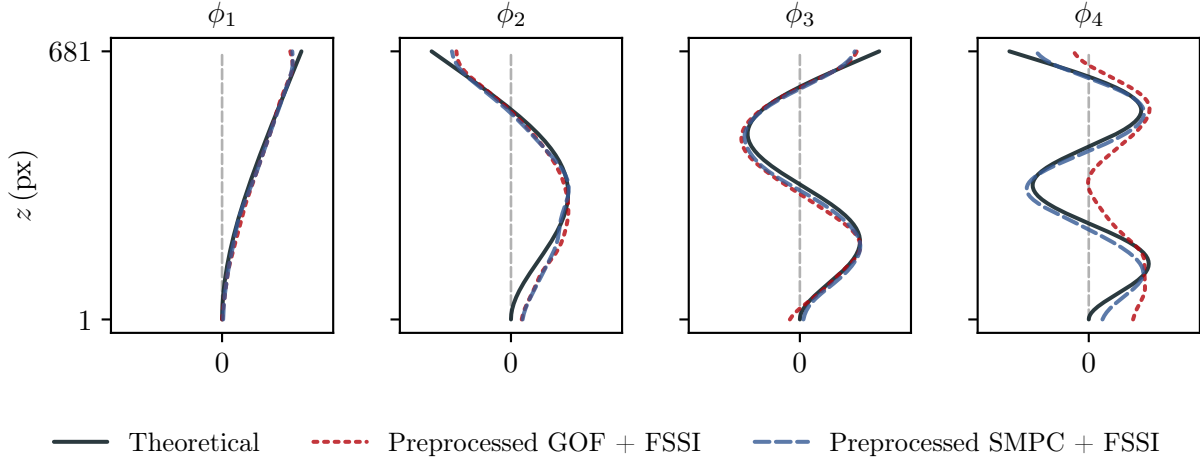 ϕ1 ϕ2 ϕ3 ϕ4
681
z (px)
1
0 0 0 0
Theoretical Preprocessed GOF + FSSI Preprocessed SMPC + FSSI